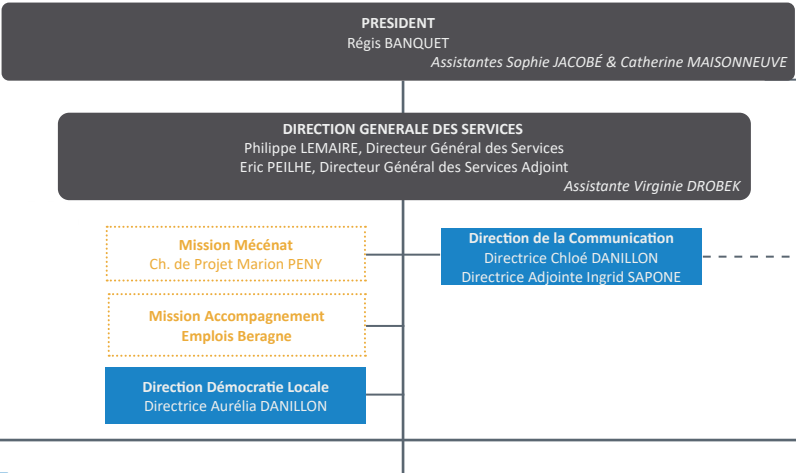 PRESIDENT
Régis BANQUET
Assistantes Sophie JACOBÉ & Catherine MAISONNEUVE
DIRECTION GENERALE DES SERVICES
Philippe LEMAIRE, Directeur Général des Services
Eric PEILHE, Directeur Général des Services Adjoint
Assistante Virginie DROBEK
Mission Mécénat
Ch. de Projet Marion PENY
Direction de la Communication
Directrice Chloé DANILLON
Directrice Adjointe Ingrid SAPONE
Mission Accompagnement
Emplois Beragne
Direction Démocratie Locale
Directrice Aurélia DANILLON